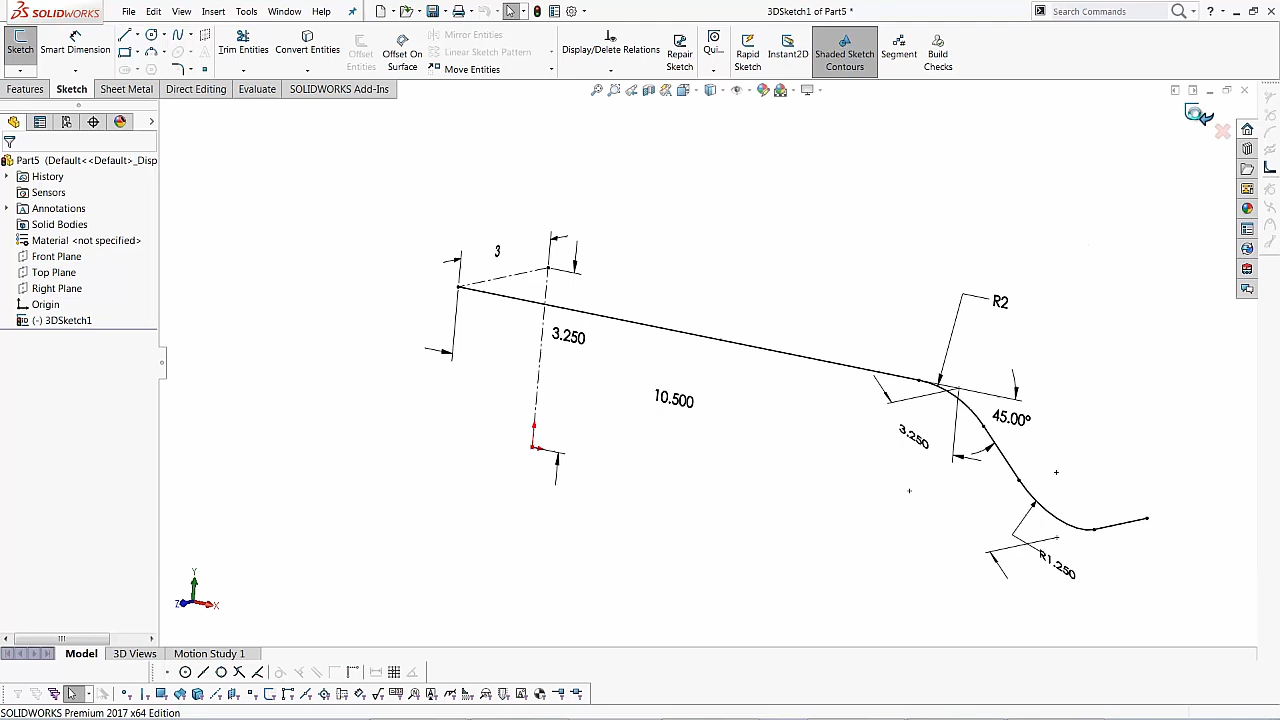 SOLIDWORKS
File Edit View Insert Tools Window Help
3DSketch1 of Part5 *
Search Commands
Sketch
Smart Dimension
Trim Entities
Convert Entities
Offset Entities
Offset On Surface
Mirror Entities
Linear Sketch Pattern
Move Entities
Display/Delete Relations
Repair Sketch
Qui...
Rapid Sketch
Instant2D
Shaded Sketch Contours
Segment
Build Checks
Features Sketch Sheet Metal Direct Editing Evaluate SOLIDWORKS Add-Ins
Part5 (Default<<Default>_Disp
History
Sensors
Annotations
Solid Bodies
Material <not specified>
Front Plane
Top Plane
Right Plane
Origin
(-) 3DSketch1
3
3.250
10.500
R2
45.00°
3.250
R1.250
Y
Z
X
Model 3D Views Motion Study 1
SOLIDWORKS Premium 2017 x64 Edition